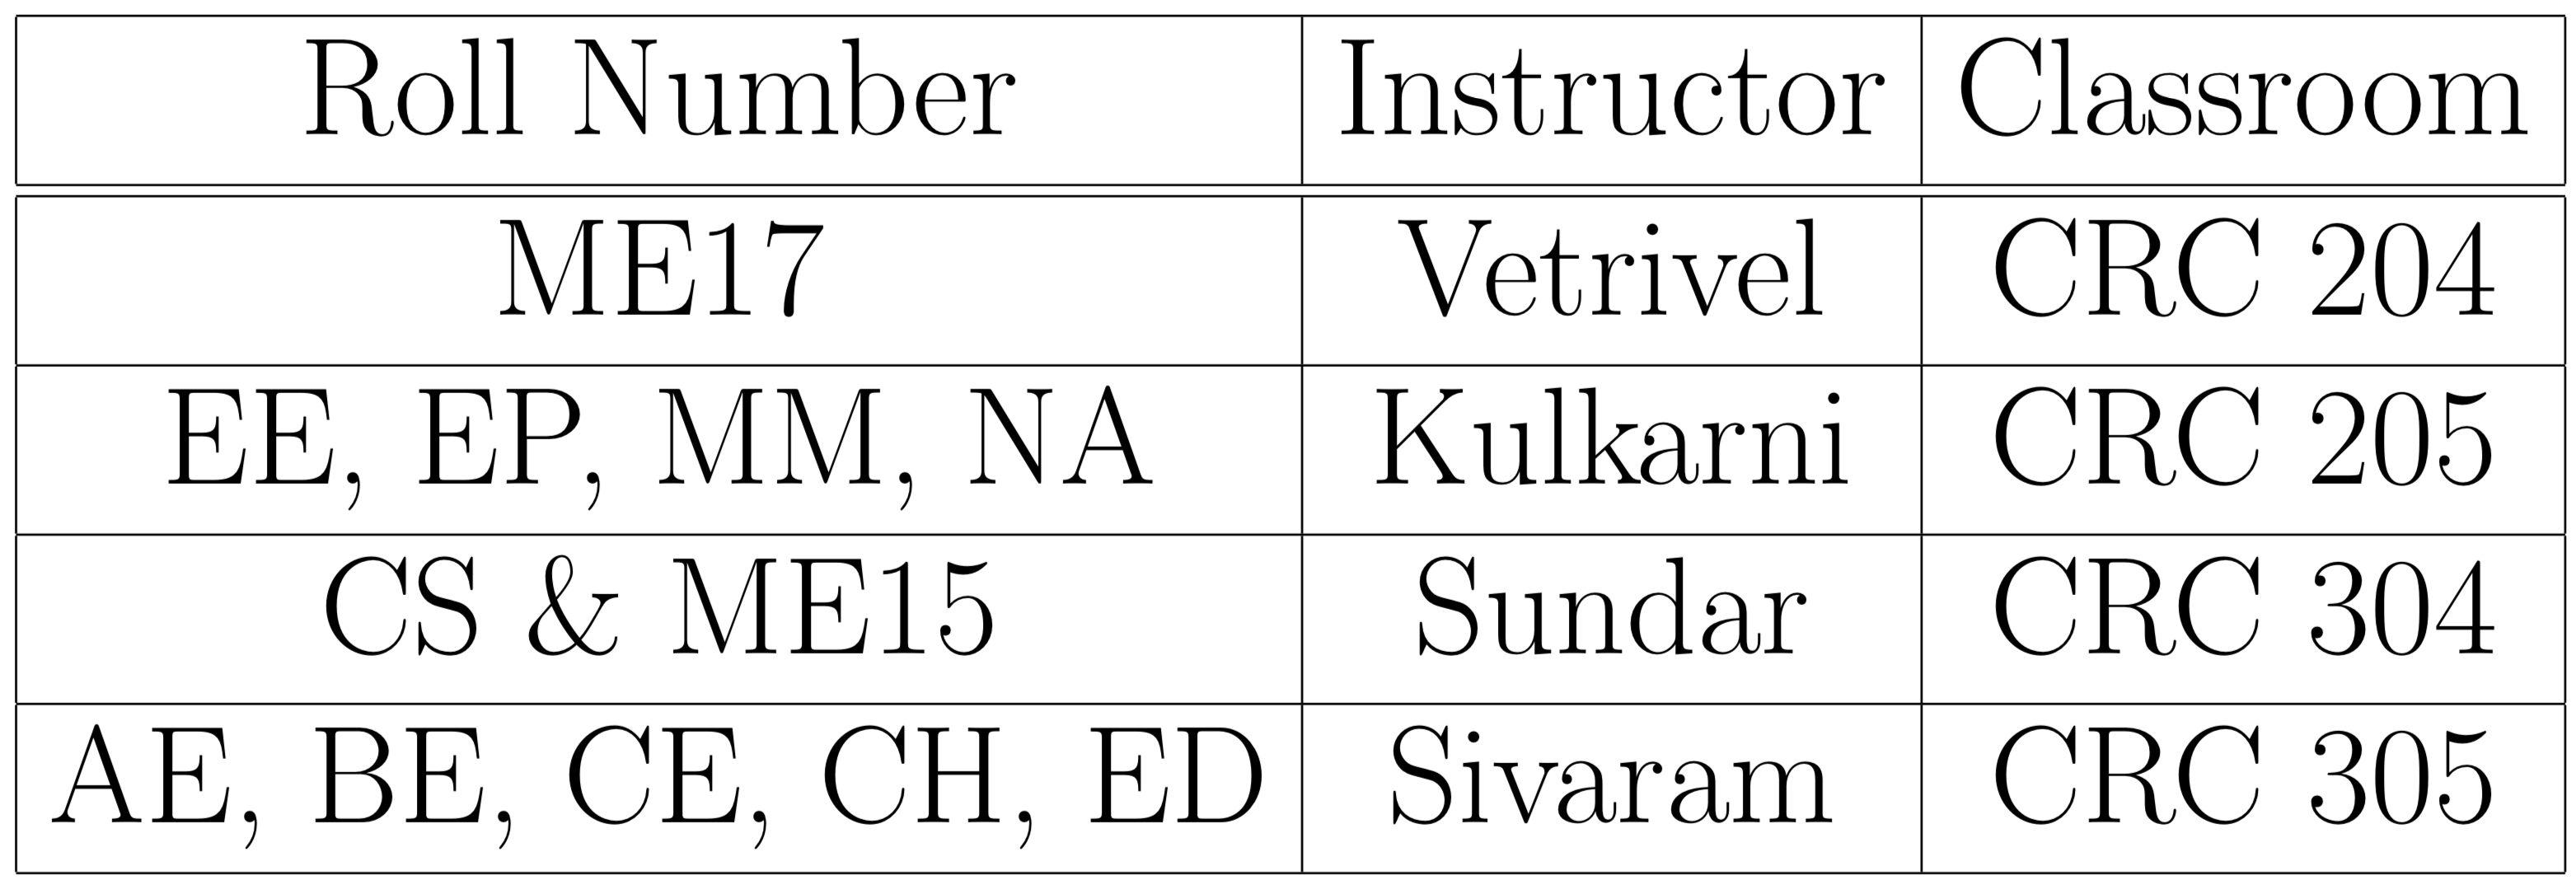 Roll Number Instructor Classroom
ME17 Vetrivel CRC 204
EE, EP, MM, NA Kulkarni CRC 205
CS & ME15 Sundar CRC 304
AE, BE, CE, CH, ED Sivaram CRC 305